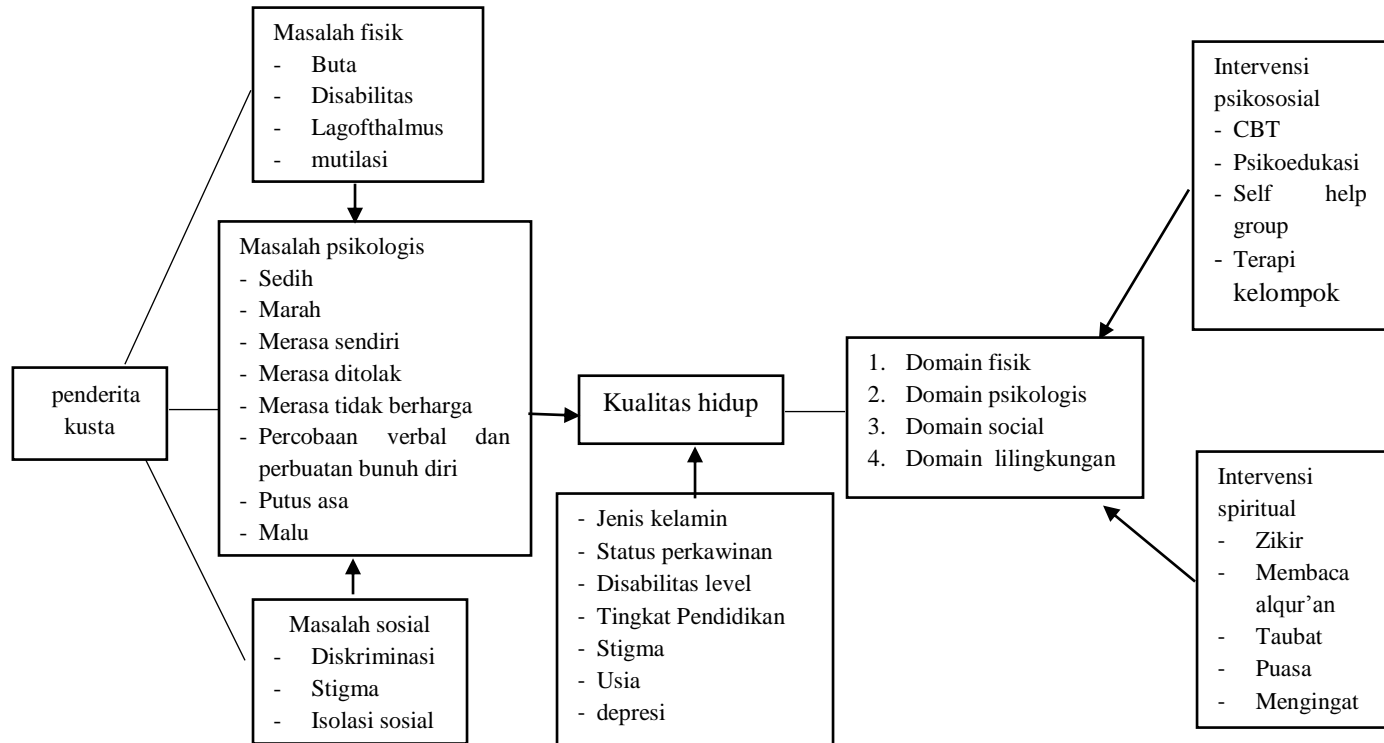 Masalah fisik
- Buta
- Disabilitas
- Lagofthalmus
- mutilasi
Masalah psikologis
- Sedih
- Marah
- Merasa sendiri
- Merasa ditolak
- Merasa tidak berharga
- Percobaan verbal dan
perbuatan bunuh diri
- Putus asa
- Malu
penderita
kusta
Masalah sosial
- Diskriminasi
- Stigma
- Isolasi sosial
Kualitas hidup
- Jenis kelamin
- Status perkawinan
- Disabilitas level
- Tingkat Pendidikan
- Stigma
- Usia
- depresi
1. Domain fisik
2. Domain psikologis
3. Domain social
4. Domain lilingkungan
Intervensi
psikososial
- CBT
- Psikoedukasi
- Self help
group
- Terapi
kelompok
Intervensi
spiritual
- Zikir
- Membaca
alqur’an
- Taubat
- Puasa
- Mengingat